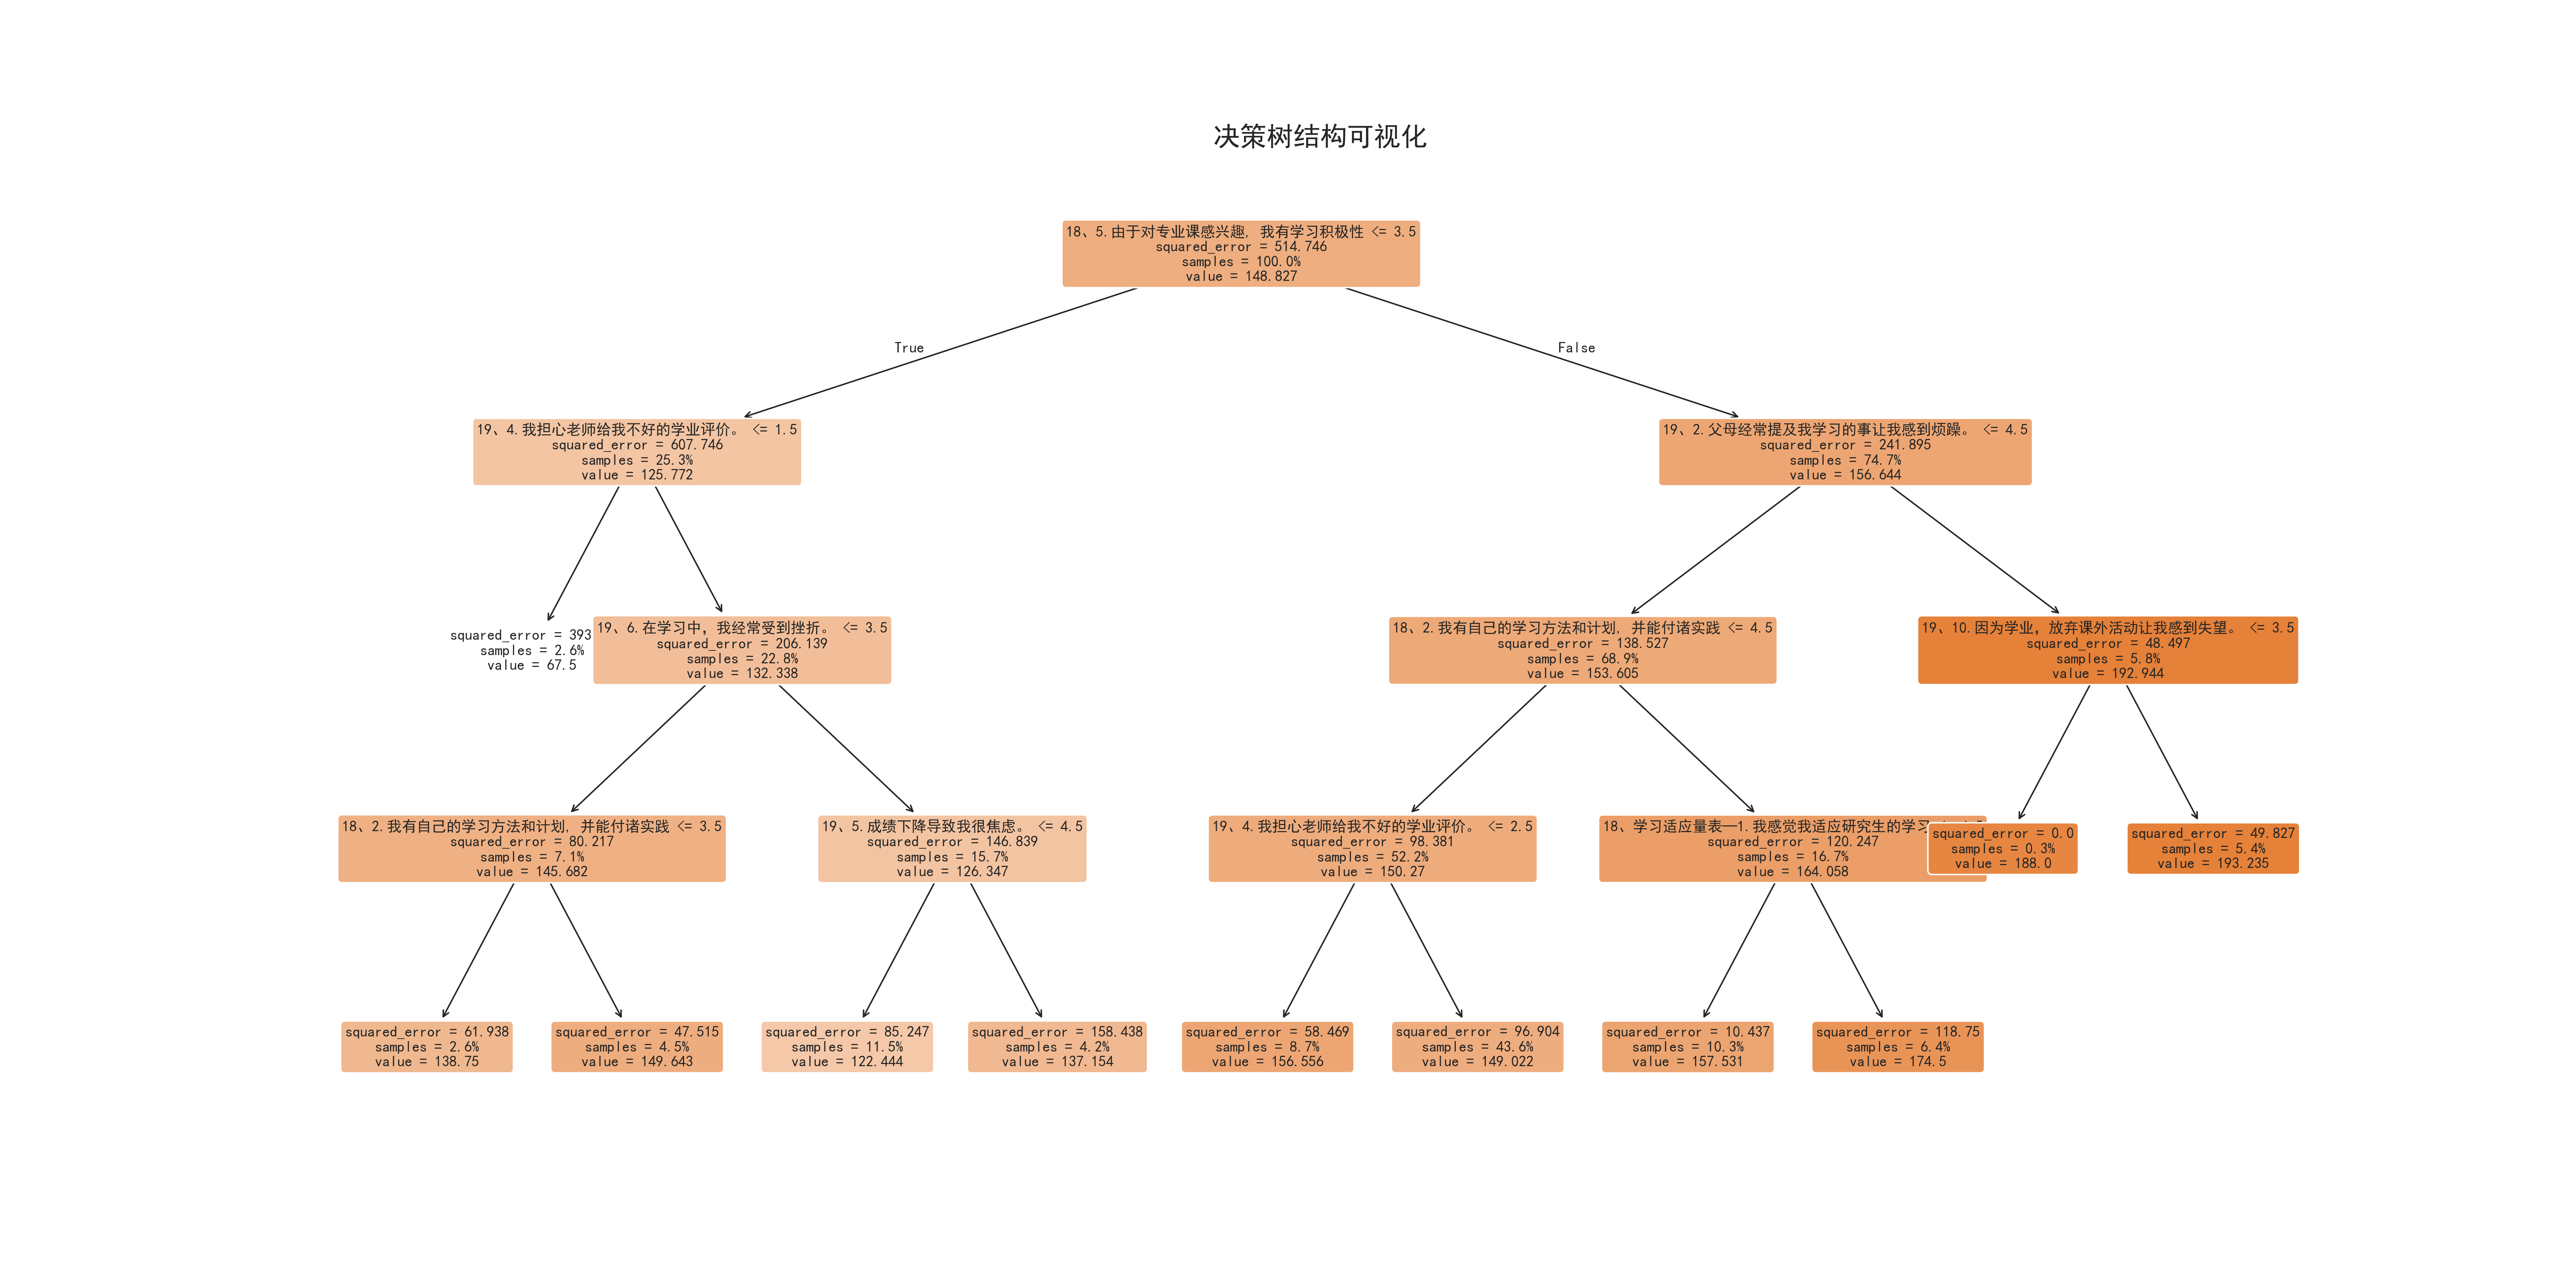 决策树结构可视化
18、5.由于对专业课感兴趣, 我有学习积极性 <= 3.5
squared_error = 514.746
samples = 100.0%
value = 148.827
True
False
19、4.我担心老师给我不好的学业评价。 <= 1.5
squared_error = 607.746
samples = 25.3%
value = 125.772
19、2.父母经常提及我学习的事让我感到烦躁。 <= 4.5
squared_error = 241.895
samples = 74.7%
value = 156.644
squared_error = 393
samples = 2.6%
value = 67.5
19、6.在学习中，我经常受到挫折。 <= 3.5
squared_error = 206.139
samples = 22.8%
value = 132.338
18、2.我有自己的学习方法和计划, 并能付诸实践 <= 4.5
squared_error = 138.527
samples = 68.9%
value = 153.605
19、10.因为学业，放弃课外活动让我感到失望。 <= 3.5
squared_error = 48.497
samples = 5.8%
value = 192.944
18、2.我有自己的学习方法和计划, 并能付诸实践 <= 3.5
squared_error = 80.217
samples = 7.1%
value = 145.682
19、5.成绩下降导致我很焦虑。 <= 4.5
squared_error = 146.839
samples = 15.7%
value = 126.347
19、4.我担心老师给我不好的学业评价。 <= 2.5
squared_error = 98.381
samples = 52.2%
value = 150.27
18、学习适应量表—1.我感觉我适应研究生的学习
squared_error = 120.247
samples = 16.7%
value = 164.058
squared_error = 0.0
samples = 0.3%
value = 188.0
squared_error = 49.827
samples = 5.4%
value = 193.235
squared_error = 61.938
samples = 2.6%
value = 138.75
squared_error = 47.515
samples = 4.5%
value = 149.643
squared_error = 85.247
samples = 11.5%
value = 122.444
squared_error = 158.438
samples = 4.2%
value = 137.154
squared_error = 58.469
samples = 8.7%
value = 156.556
squared_error = 96.904
samples = 43.6%
value = 149.022
squared_error = 10.437
samples = 10.3%
value = 157.531
squared_error = 118.75
samples = 6.4%
value = 174.5